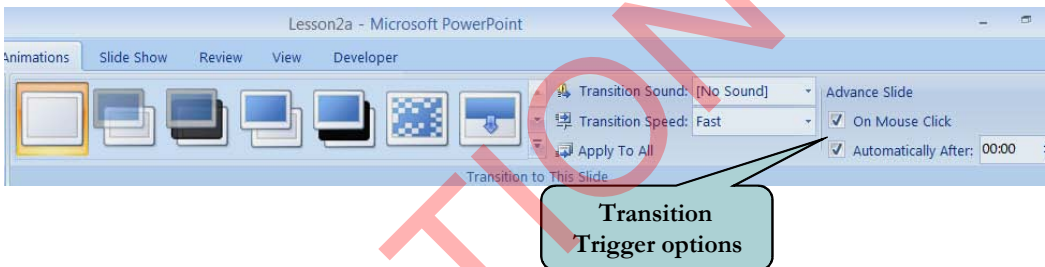 Lesson2a - Microsoft PowerPoint
Animations Slide Show Review View Developer
Transition Sound: [No Sound] Advance Slide
Transition Speed: Fast On Mouse Click
Apply To All Automatically After: 00:00
Transition to This Slide
Transition
Trigger options
TION